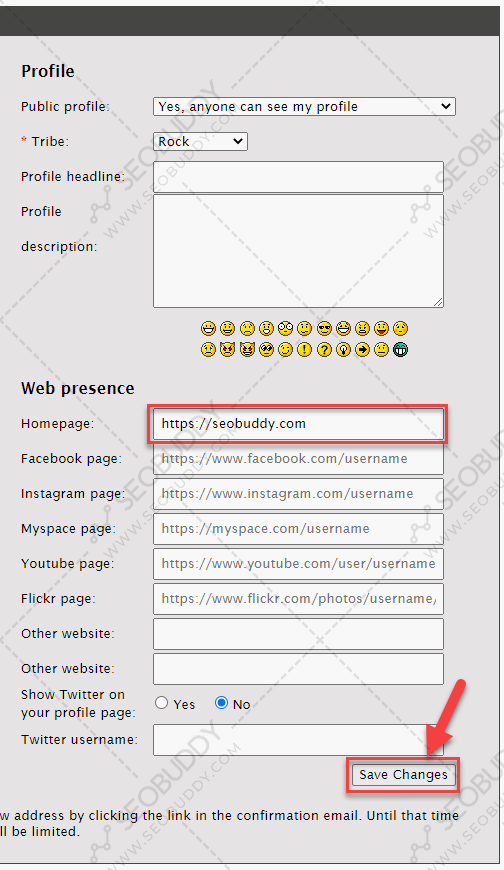 Profile
Public profile: Yes, anyone can see my profile
* Tribe: Rock
Profile headline:
Profile
description:
Web presence
Homepage: https://seobuddy.com
Facebook page: https://www.facebook.com/username
Instagram page: https://www.instagram.com/username
Myspace page: https://myspace.com/username
Youtube page: https://www.youtube.com/user/username
Flickr page: https://www.flickr.com/photos/username/
Other website:
Other website:
Show Twitter on
your profile page: Yes No
Twitter username:
Save Changes
w address by clicking the link in the confirmation email. Until that time
ll be limited.
SEOBUDDY
WWW.SEOBUDDY.COM